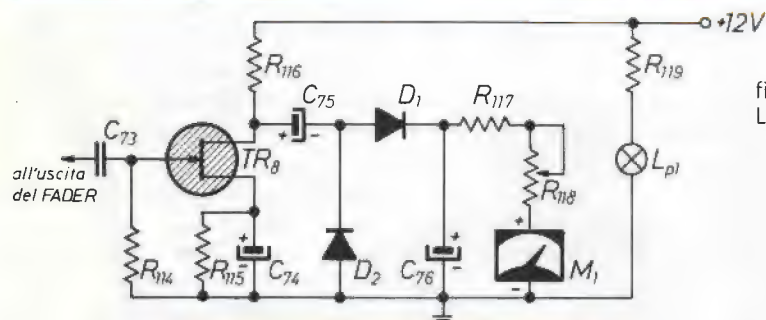 +12V
R116
R119
fi
L
C75
D1
R117
C73
TR8
Lp1
all'uscita
del FADER
R118
+
-
+
+
-
+
-
+
-
R114
R115
C74
D2
C76
M1